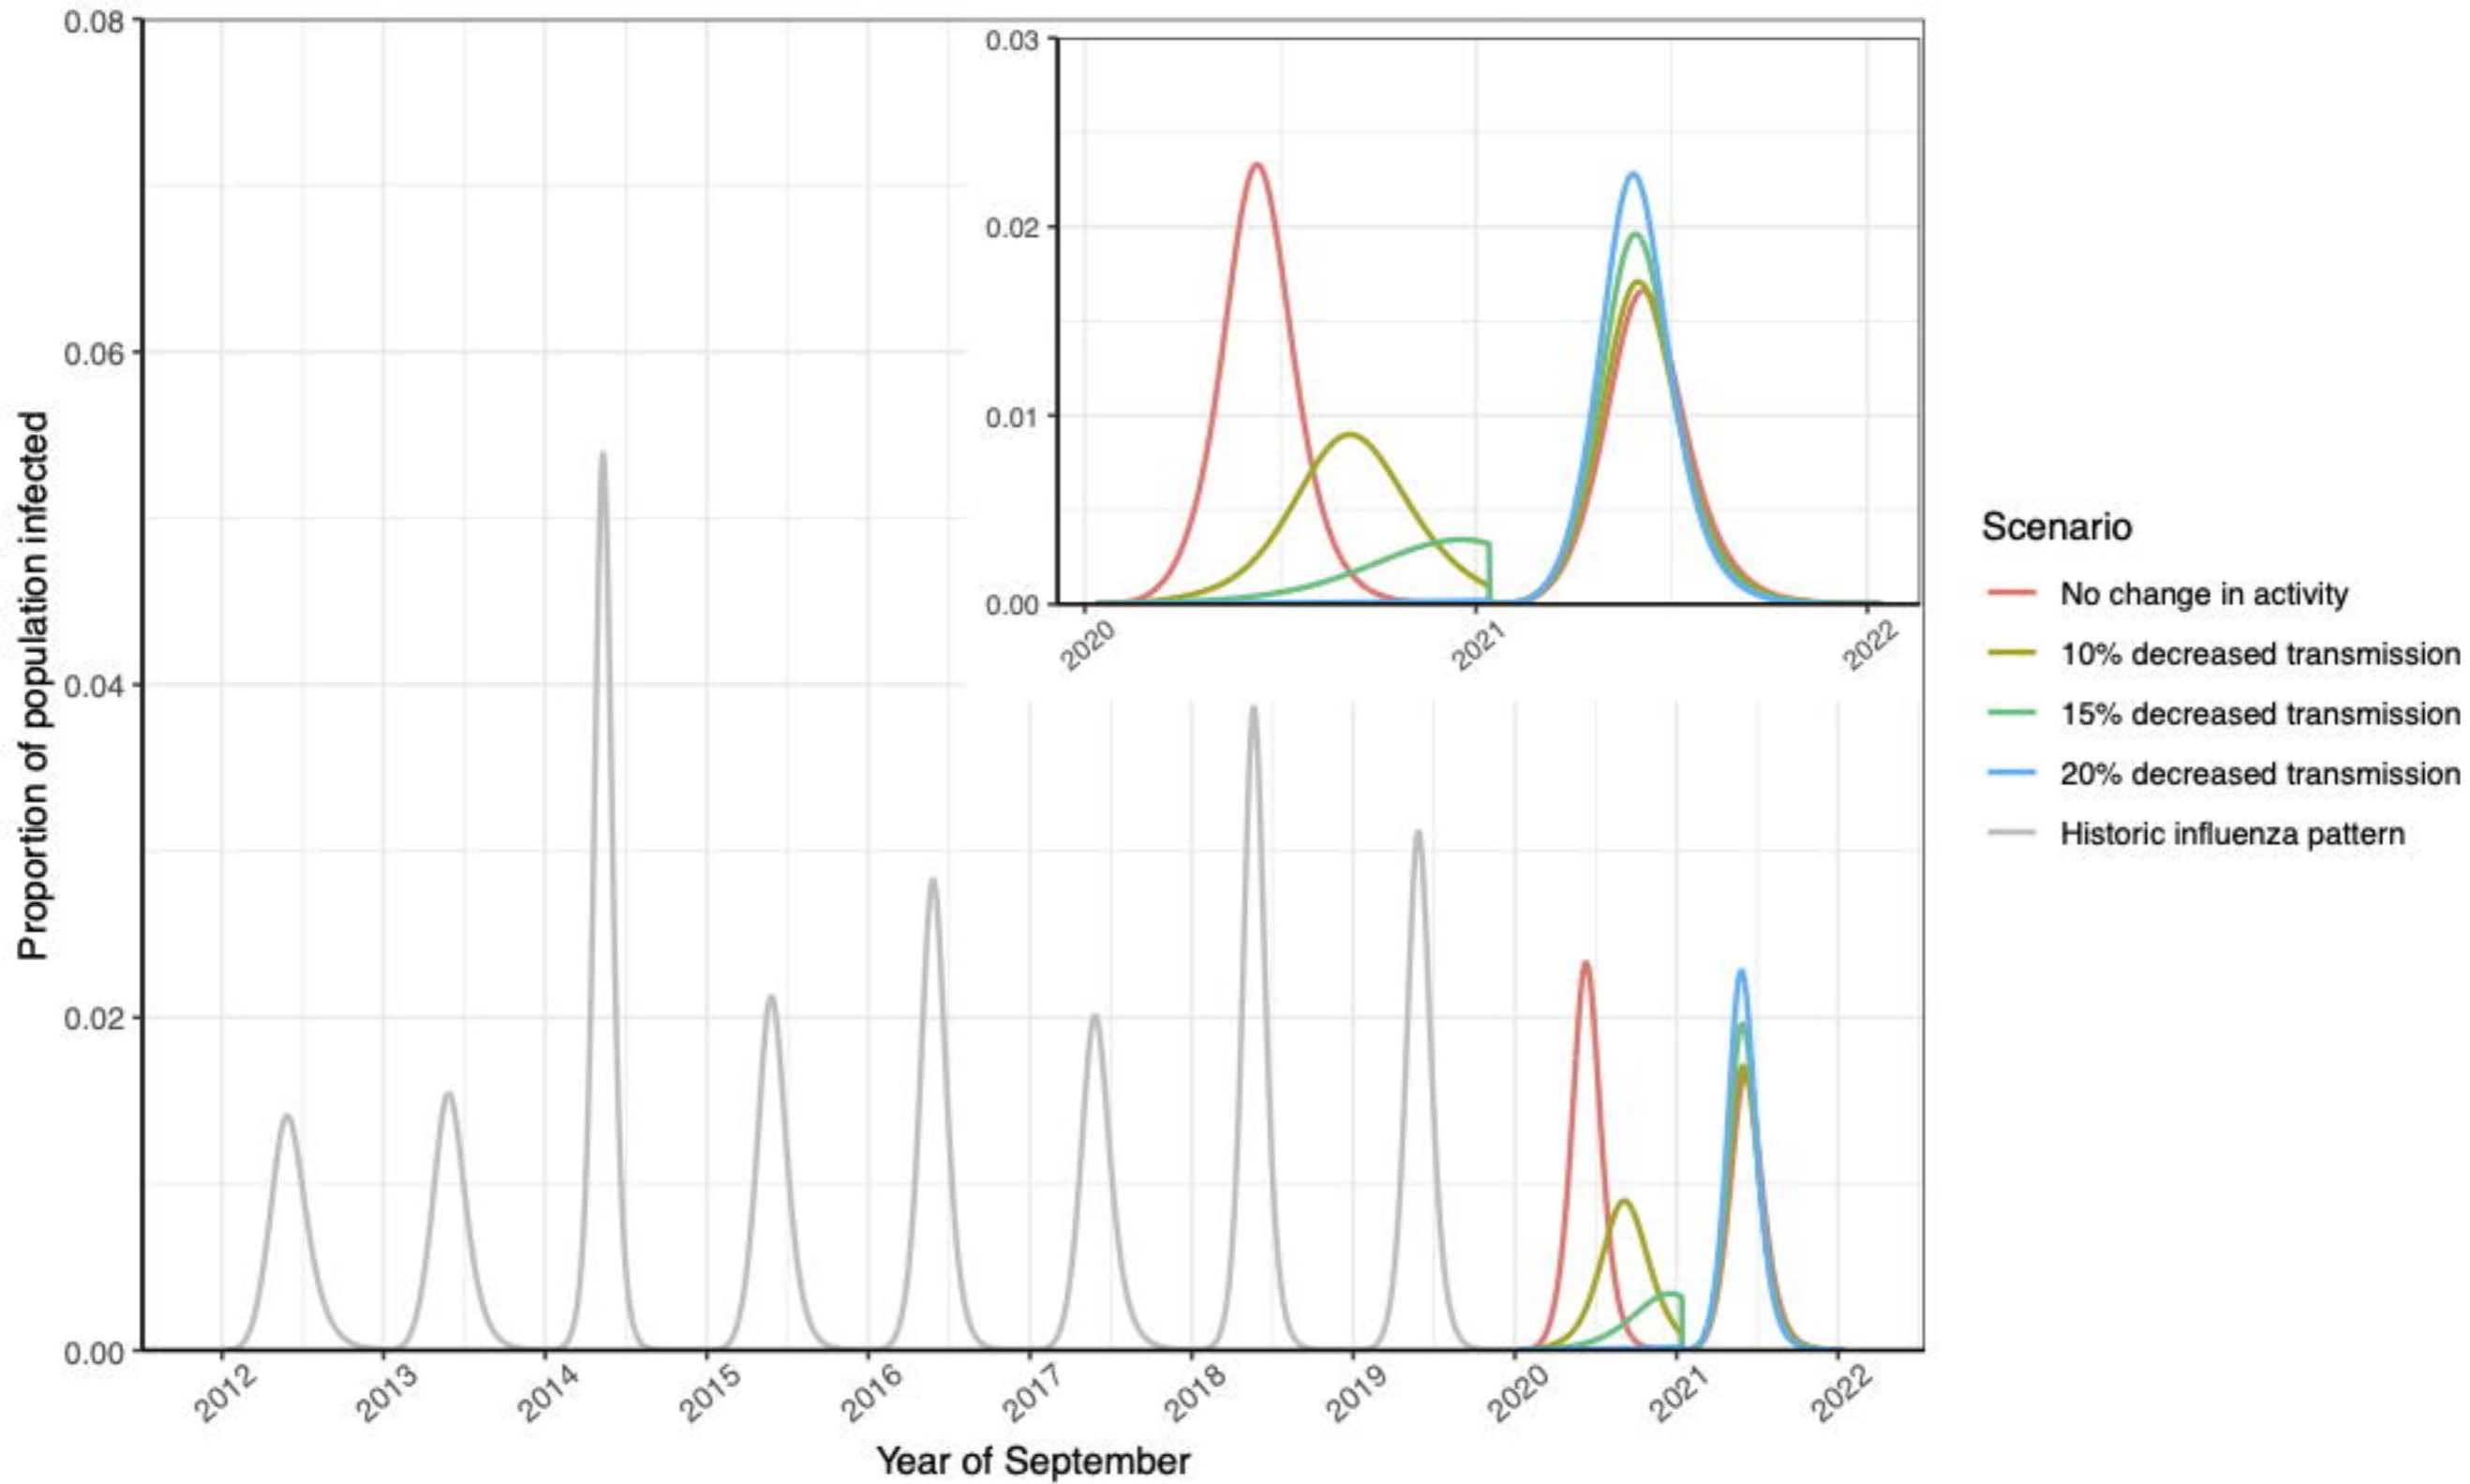 0.08
0.06
0.04
0.02
0.00
Proportion of population infected
2012
2013
2014
2015
2016
2017
2018
2019
2020
2021
2022
Year of September
0.03
0.02
0.01
0.00
2020
2021
2022
Scenario
No change in activity
10% decreased transmission
15% decreased transmission
20% decreased transmission
Historic influenza pattern